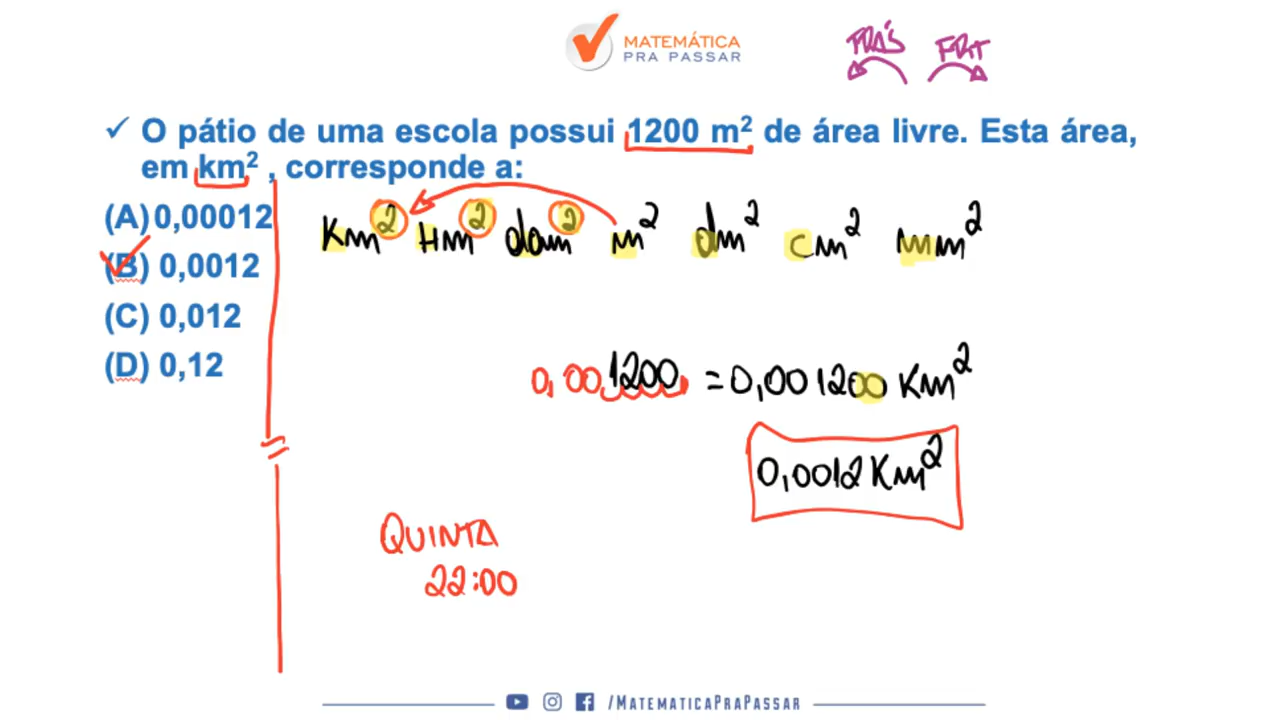 MATEMÁTICA
PRA PASSAR
PRA'S FRT
✓ O pátio de uma escola possui 1200 m² de área livre. Esta área,
em km² , corresponde a:
(A) 0,00012
(B) 0,0012
(C) 0,012
(D) 0,12
Km² Hm² dam² m² dm² cm² mm²
0,001200, = 0,001200 Km²
0,0012 Km²
QUINTA
22:00
/MATEMATICAPRAPASSAR